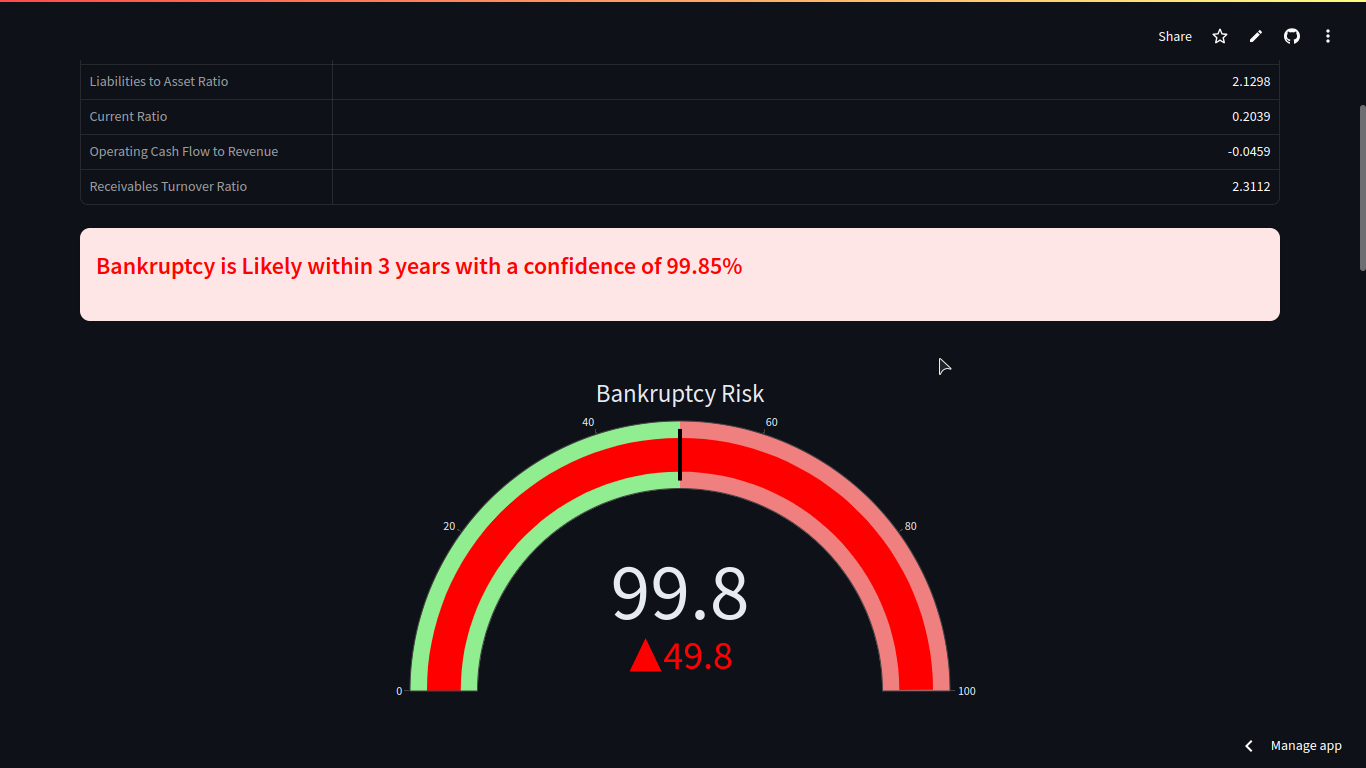 Share
Liabilities to Asset Ratio 2.1298
Current Ratio 0.2039
Operating Cash Flow to Revenue -0.0459
Receivables Turnover Ratio 2.3112
Bankruptcy is Likely within 3 years with a confidence of 99.85%
Bankruptcy Risk
40 60
20 80
99.8
▲49.8
0 100
Manage app